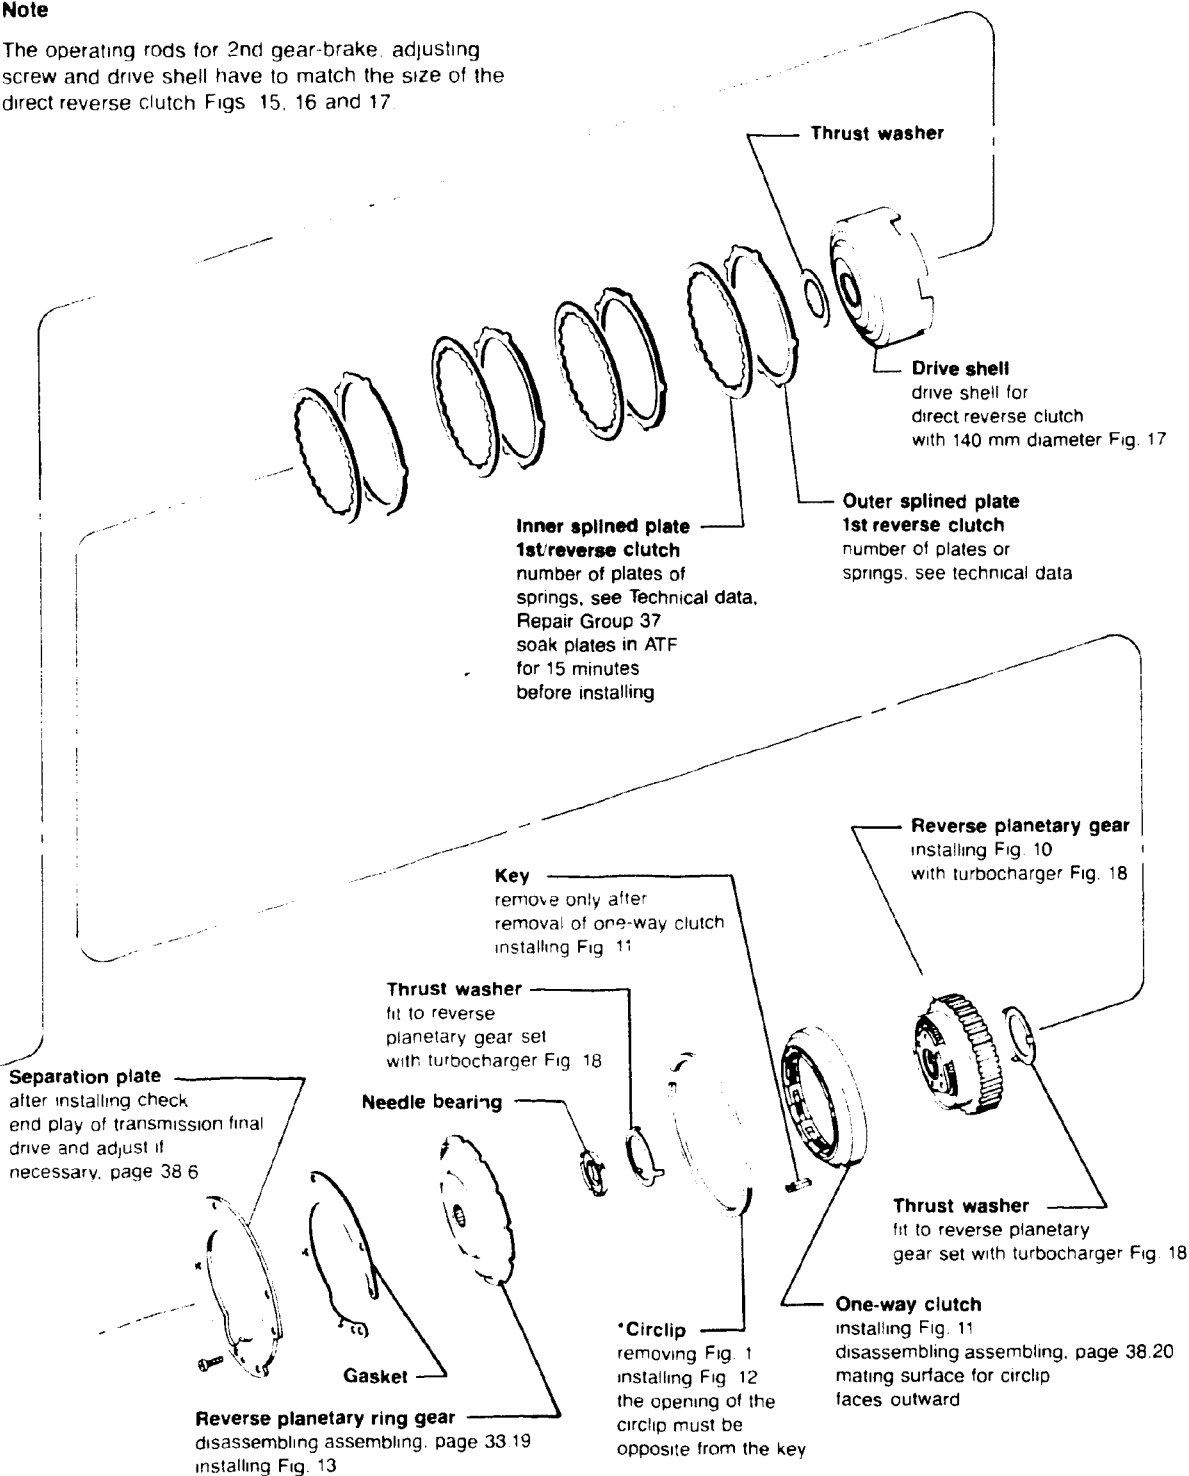 Note
The operating rods for 2nd gear-brake, adjusting
screw and drive shell have to match the size of the
direct reverse clutch Figs 15, 16 and 17
Thrust washer
Drive shell
drive shell for
direct reverse clutch
with 140 mm diameter Fig. 17
Outer splined plate
1st reverse clutch
number of plates or
springs, see technical data
Inner splined plate
1st/reverse clutch
number of plates of
springs, see Technical data,
Repair Group 37
soak plates in ATF
for 15 minutes
before installing
Reverse planetary gear
installing Fig. 10
with turbocharger Fig. 18
Key
remove only after
removal of one-way clutch
installing Fig 11
Thrust washer
fit to reverse
planetary gear set
with turbocharger Fig 18
Needle bearing
Separation plate
after installing check
end play of transmission final
drive and adjust if
necessary, page 38 6
Thrust washer
fit to reverse planetary
gear set with turbocharger Fig. 18
One-way clutch
installing Fig. 11
disassembling assembling, page 38.20
mating surface for circlip
faces outward
*Circlip
removing Fig. 1
installing Fig 12
the opening of the
circlip must be
opposite from the key
Gasket
Reverse planetary ring gear
disassembling assembling, page 33.19
installing Fig. 13